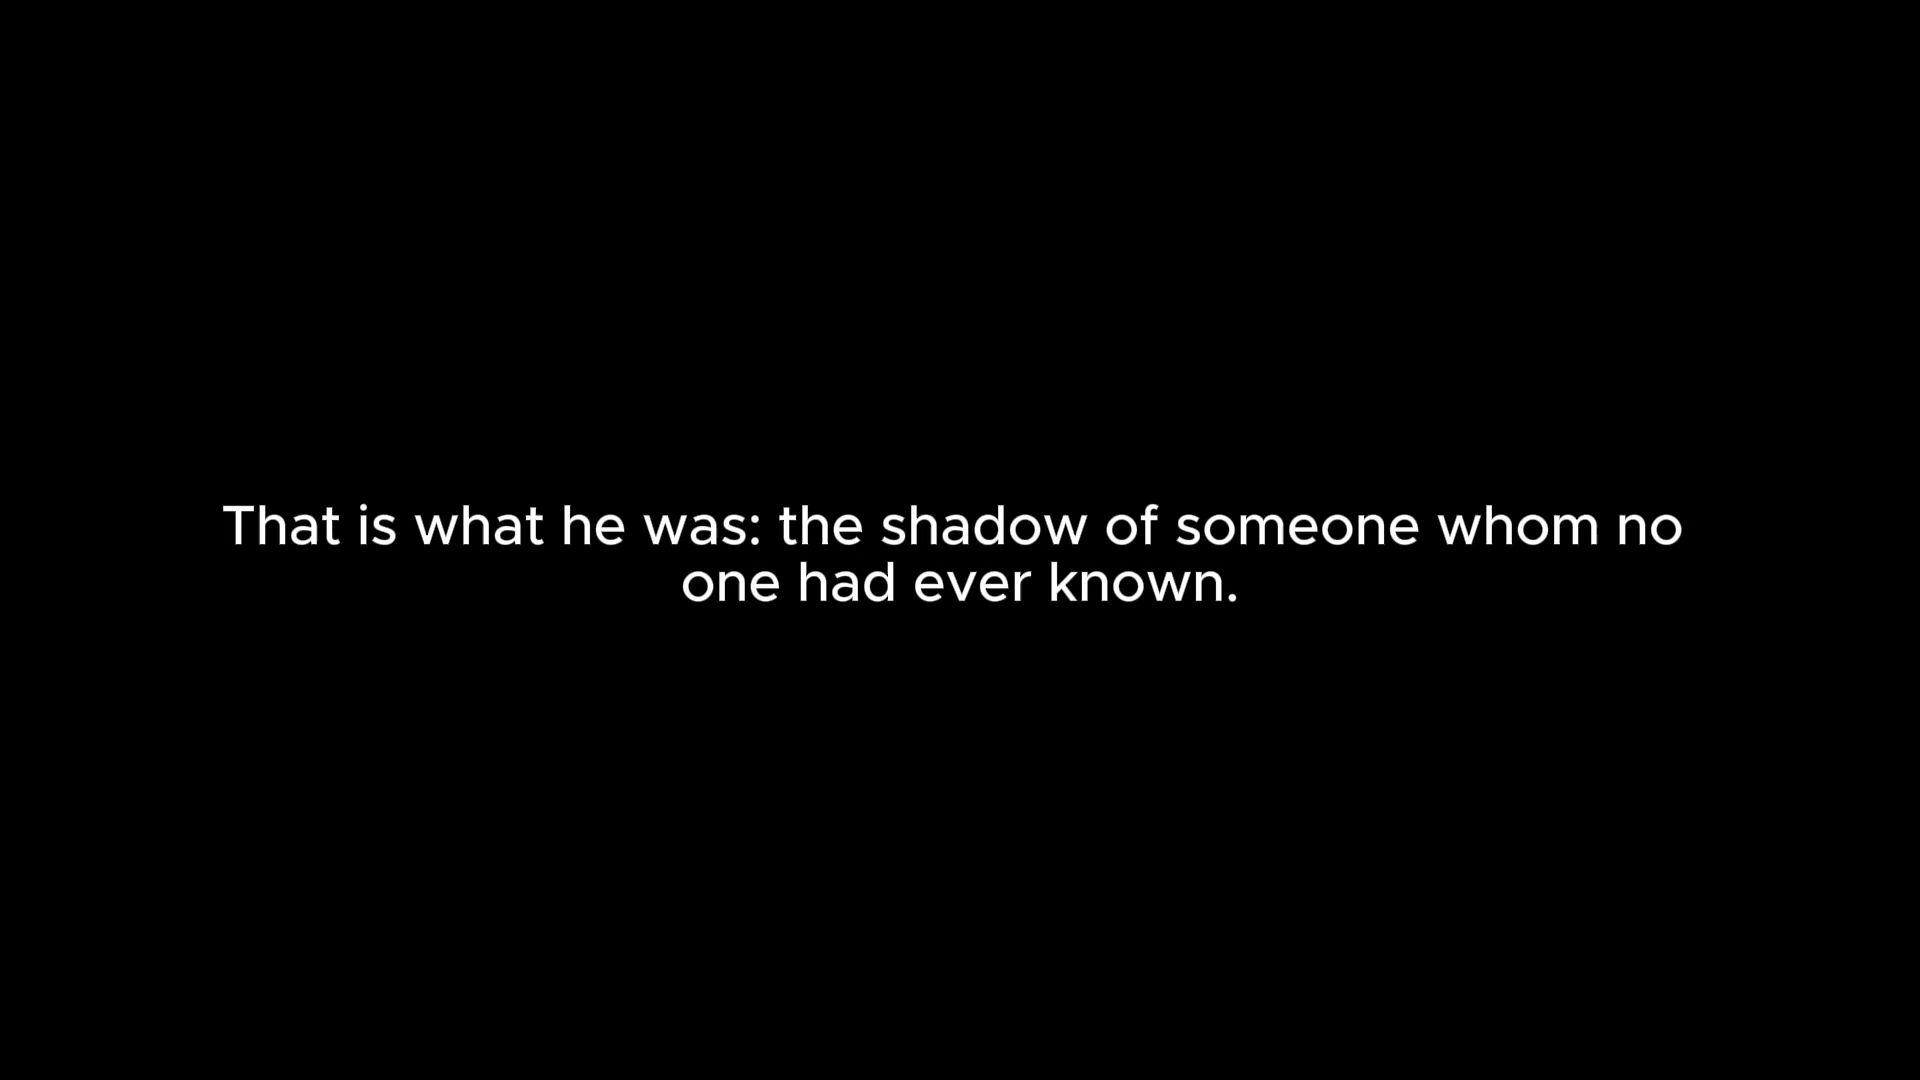 That is what he was: the shadow of someone whom no
one had ever known.